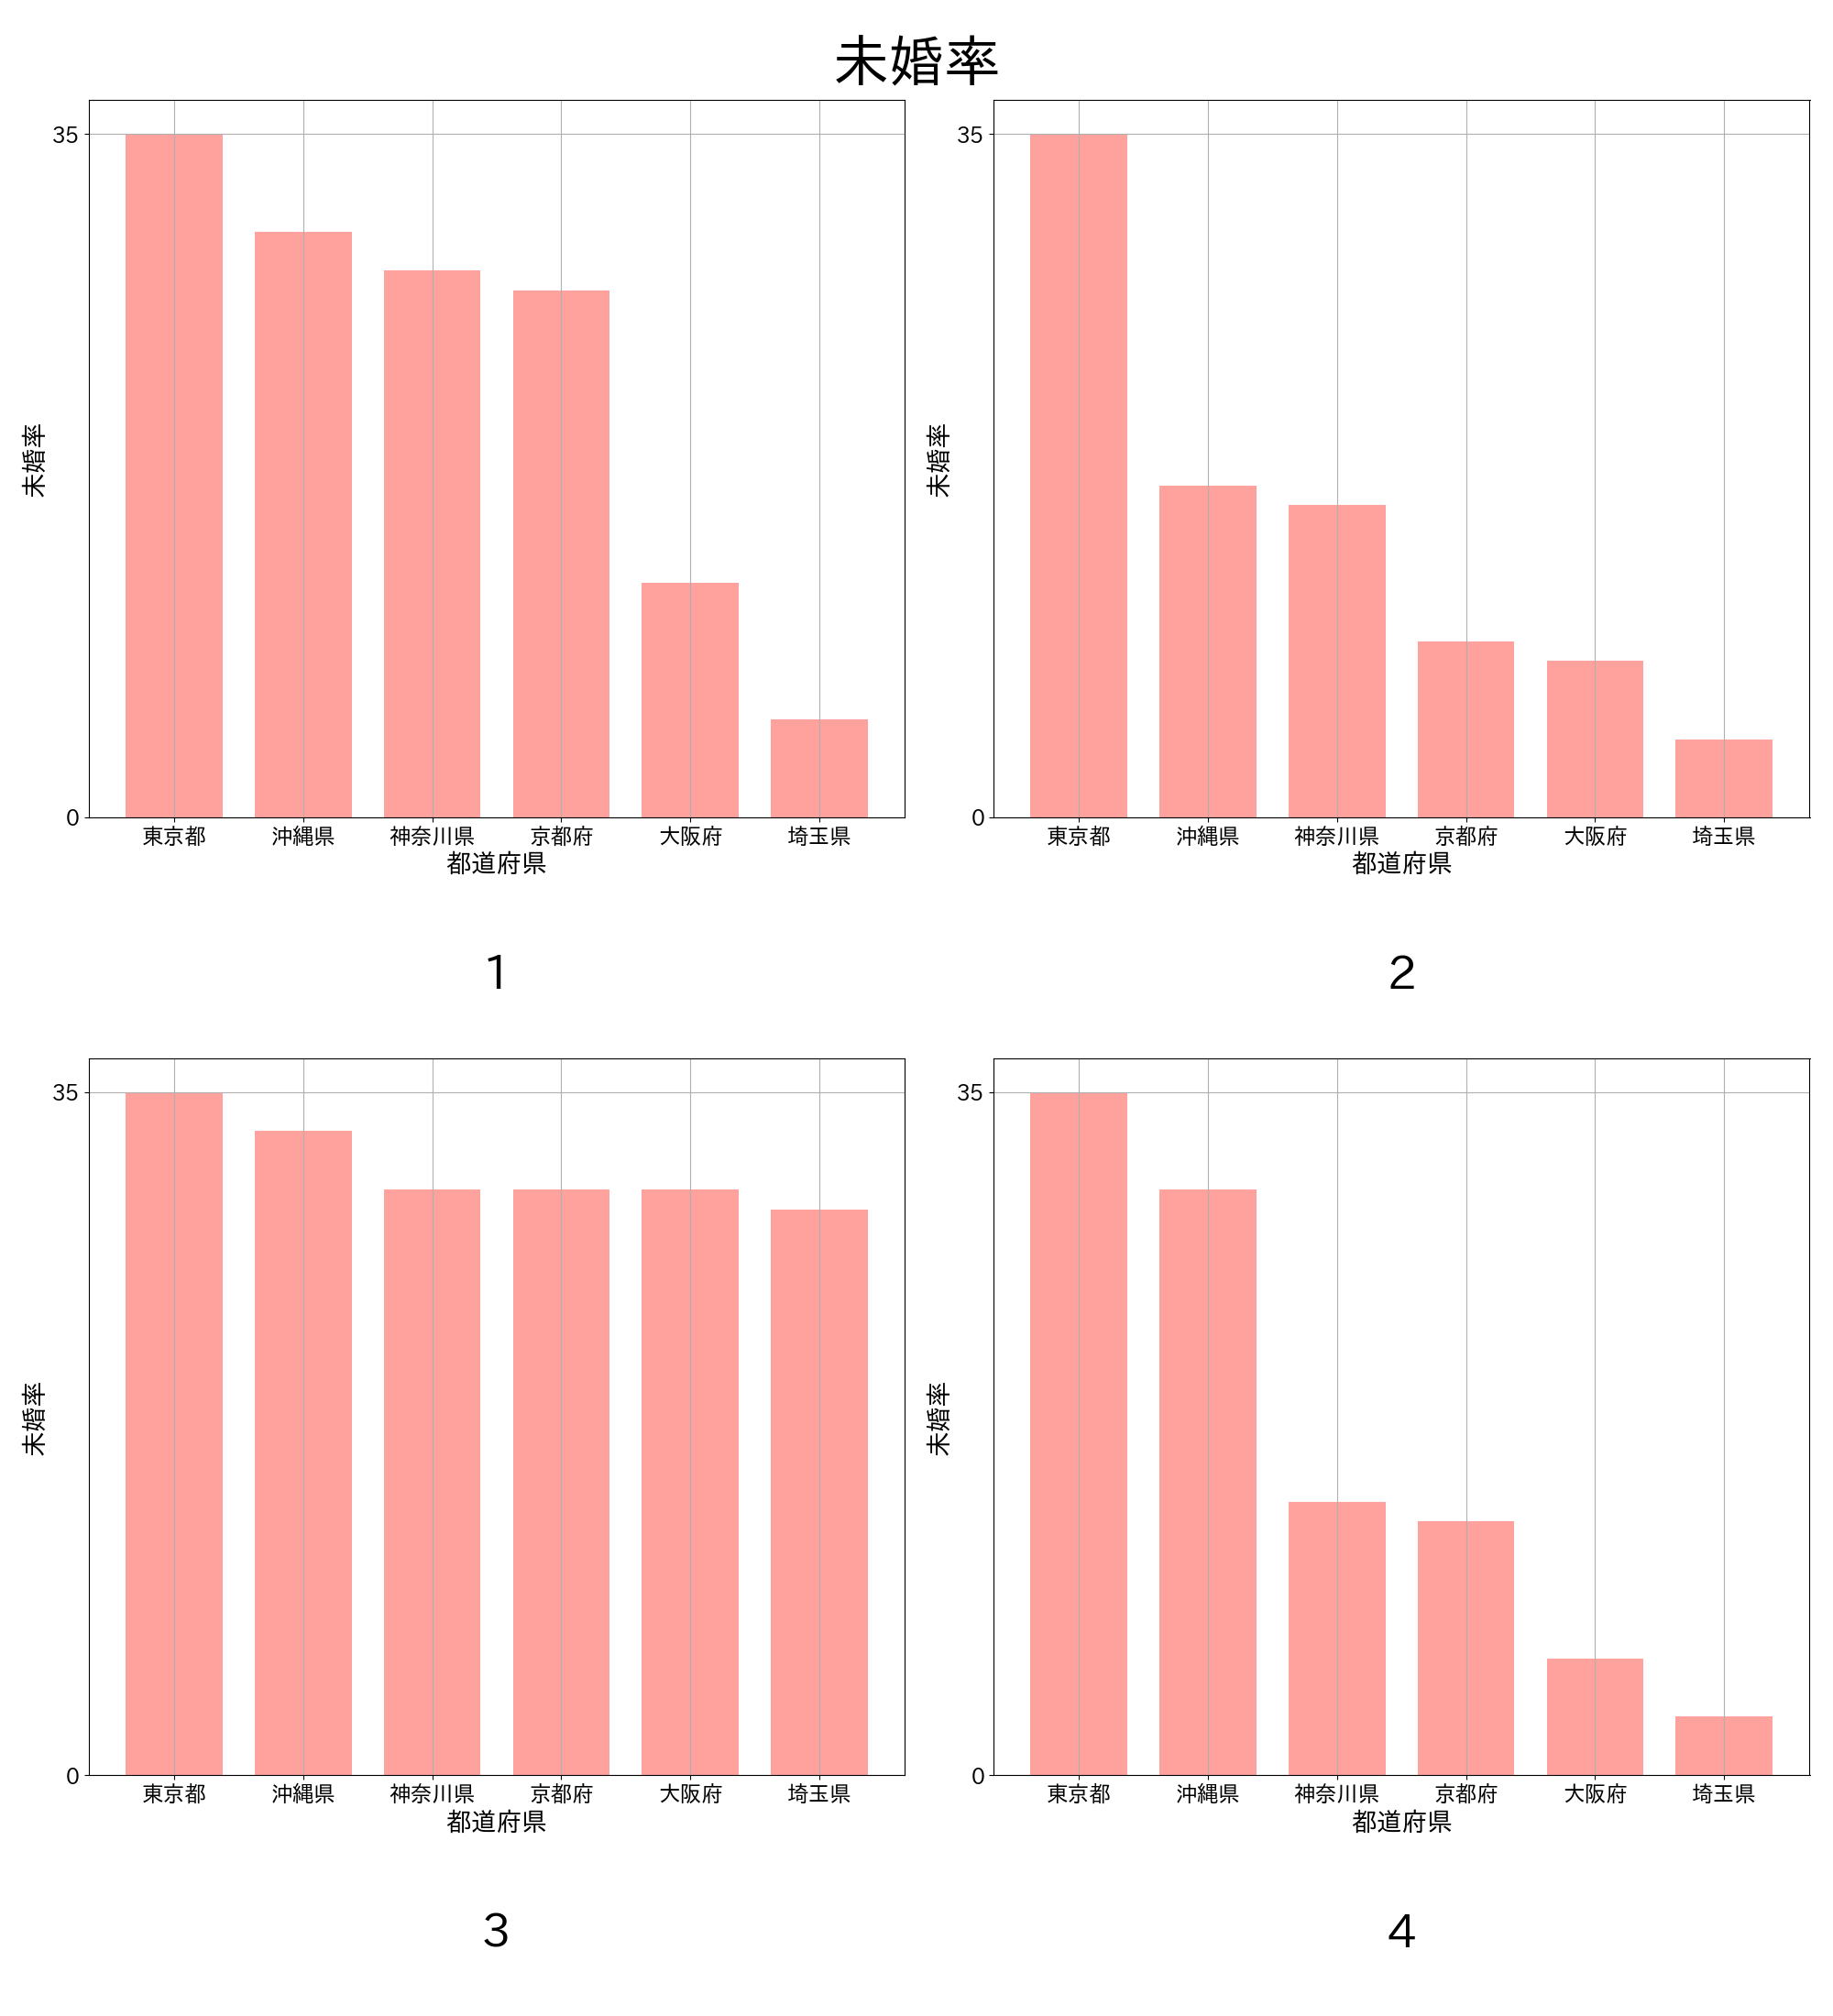 未婚率
35
0
未婚率
東京都 沖縄県 神奈川県 京都府 大阪府 埼玉県
都道府県
1
35
0
未婚率
東京都 沖縄県 神奈川県 京都府 大阪府 埼玉県
都道府県
2
35
0
未婚率
東京都 沖縄県 神奈川県 京都府 大阪府 埼玉県
都道府県
3
35
0
未婚率
東京都 沖縄県 神奈川県 京都府 大阪府 埼玉県
都道府県
4